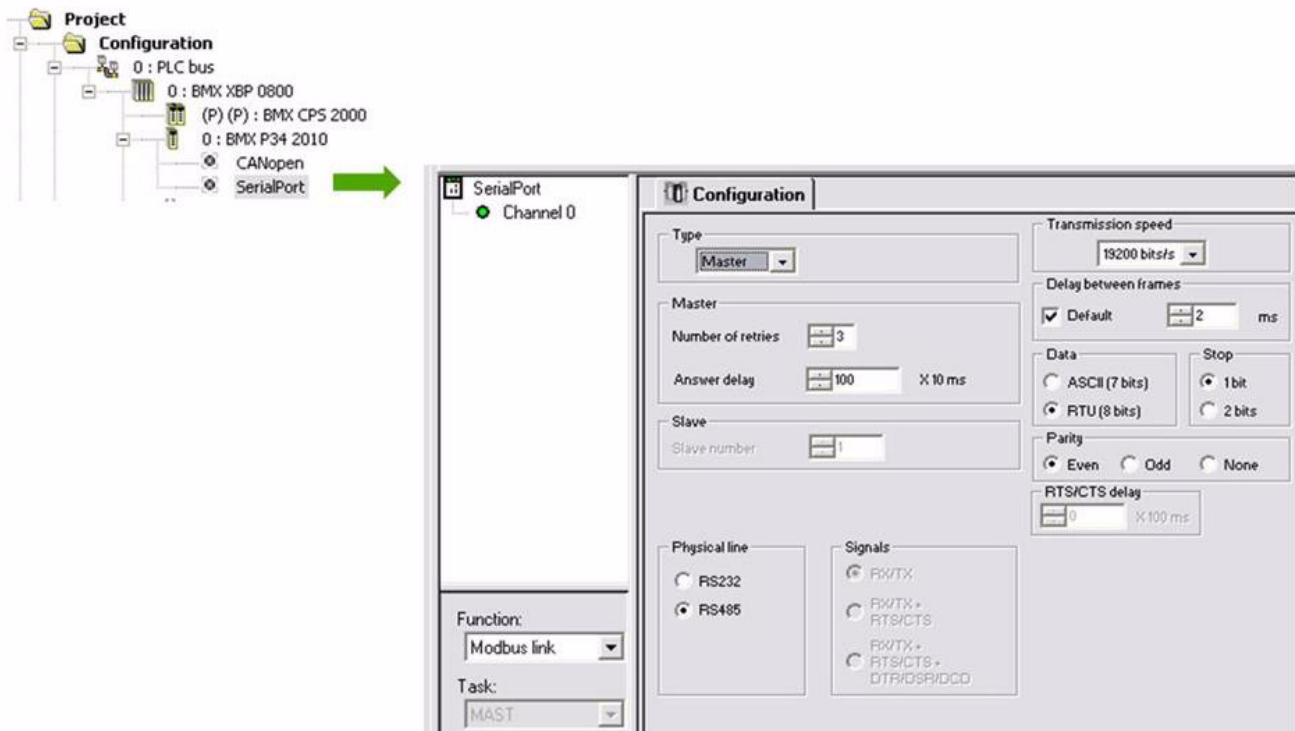 Project
Configuration
0 : PLC bus
0 : BMX XBP 0800
(P) (P) : BMX CPS 2000
0 : BMX P34 2010
CANopen
SerialPort
SerialPort
Channel 0
Function:
Modbus link
Task:
MAST
Configuration
Type
Master
Master
Number of retries
3
Answer delay
100
X 10 ms
Slave
Slave number
1
Physical line
RS232
RS485
Signals
RX/TX
RX/TX +
RTS/CTS
RX/TX +
RTS/CTS +
DTR/DSR/DCD
Transmission speed
19200 bits/s
Delay between frames
Default
2
ms
Data
ASCII (7 bits)
RTU (8 bits)
Stop
1 bit
2 bits
Parity
Even
Odd
None
RTS/CTS delay
0
X 100 ms